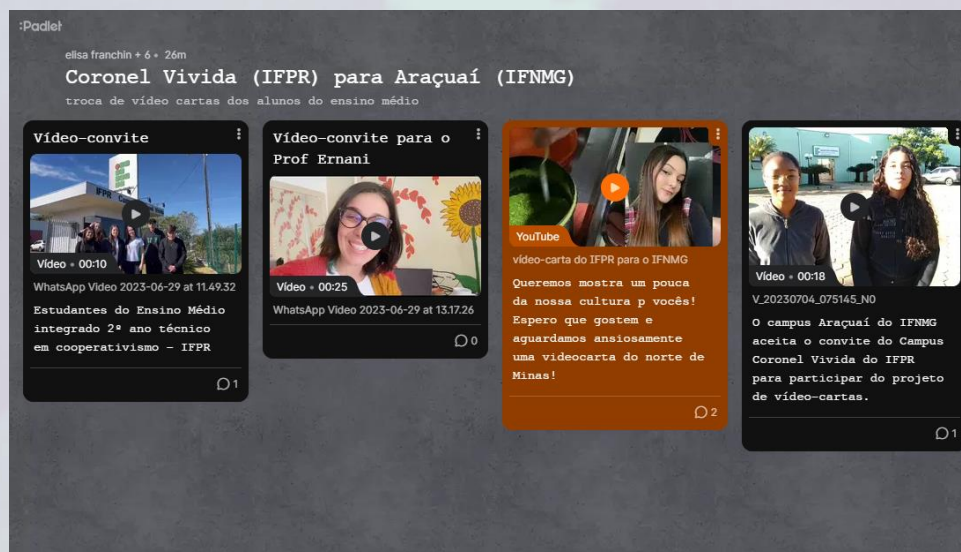 :Padlet
elisa franchin + 6 • 26m
Coronel Vivida (IFPR) para Araçuaí (IFNMG)
troca de vídeo cartas dos alunos do ensino médio
Vídeo-convite
IFPR
Vídeo • 00:10
WhatsApp Video 2023-06-29 at 11.49.32
Estudantes do Ensino Médio
integrado 2º ano técnico
em cooperativismo - IFPR
1
Vídeo-convite para o
Prof Ernani
Vídeo • 00:25
WhatsApp Video 2023-06-29 at 13.17.26
0
YouTube
vídeo-carta do IFPR para o IFNMG
Queremos mostra um pouca
da nossa cultura p vocês!
Espero que gostem e
aguardamos ansiosamente
uma videocarta do norte de
Minas!
2
Vídeo • 00:18
V_20230704_075145_N0
O campus Araçuaí do IFNMG
aceita o convite do Campus
Coronel Vivida do IFPR
para participar do projeto
de vídeo-cartas.
1